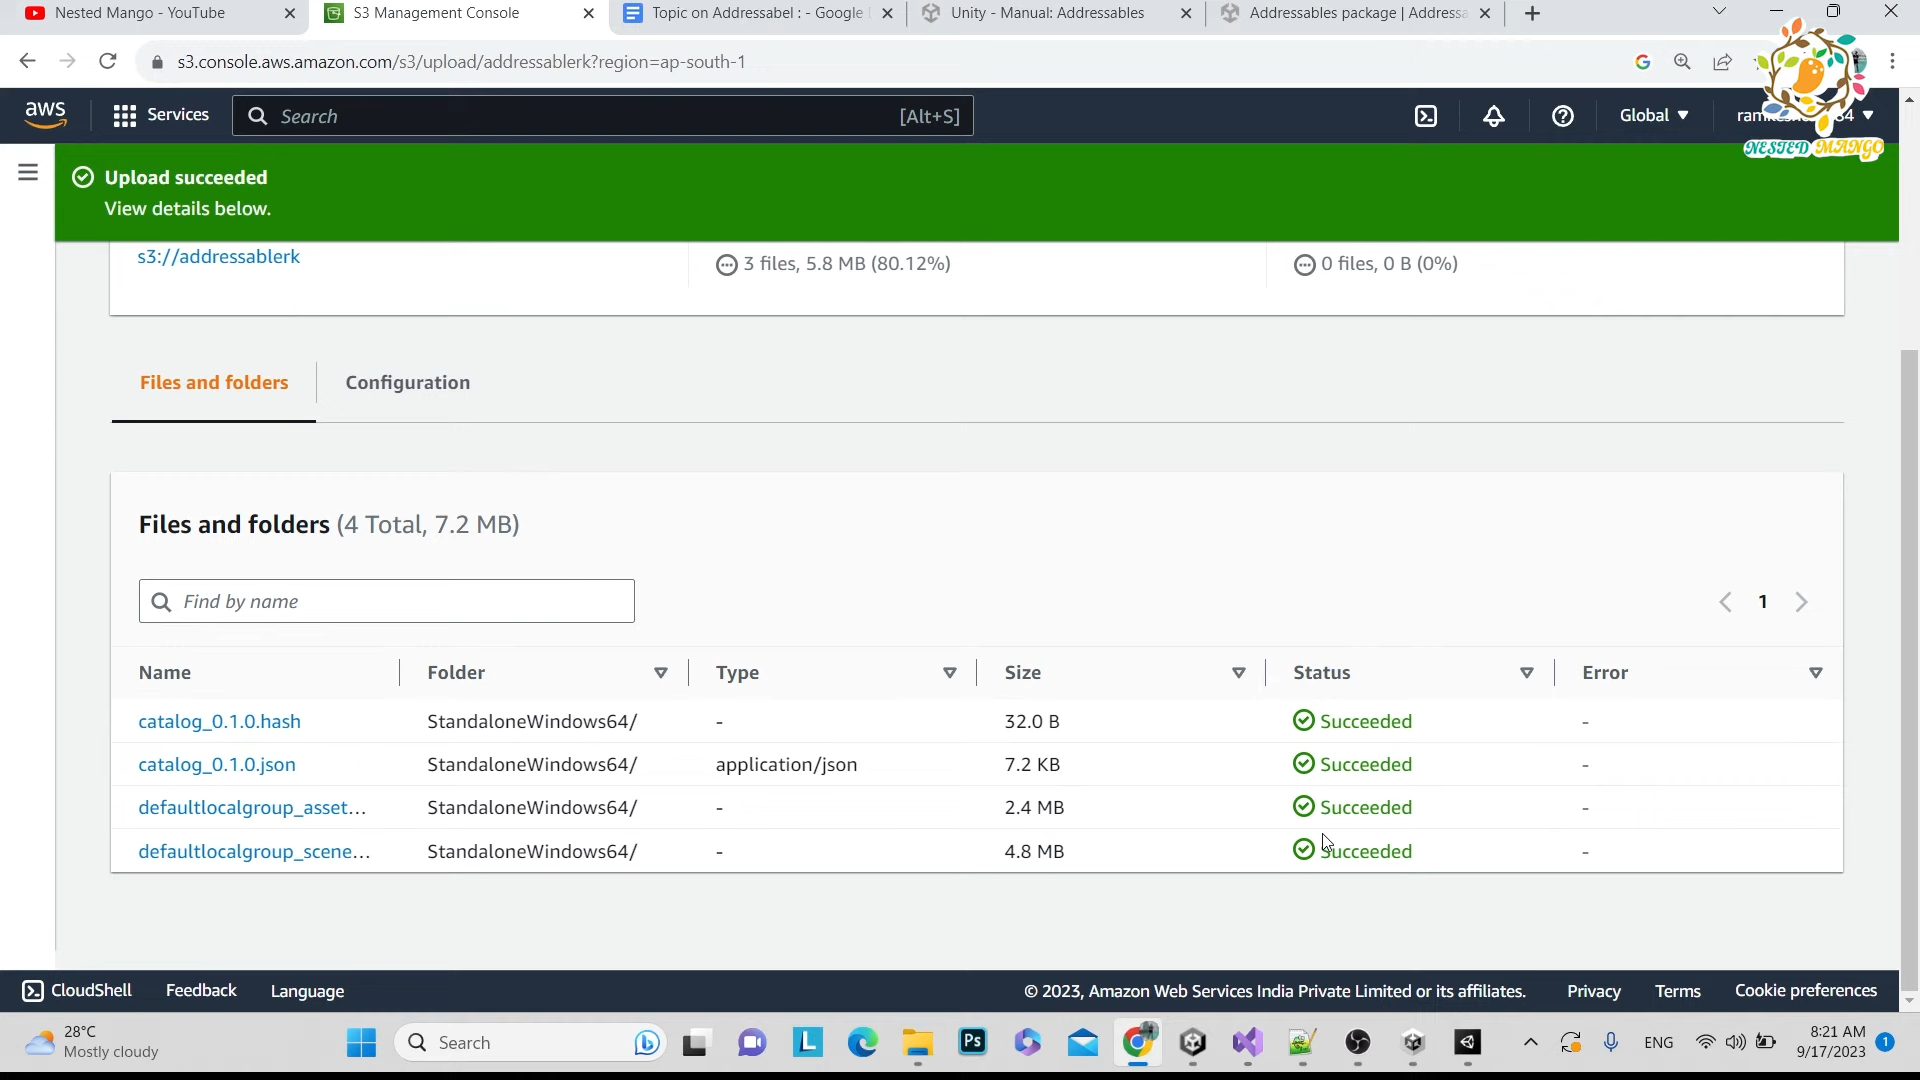 Nested Mango - YouTube
S3 Management Console
Topic on Addressabel : - Google
Unity - Manual: Addressables
Addressables package | Address
s3.console.aws.amazon.com/s3/upload/addressablerk?region=ap-south-1
aws
Services
Search
[Alt+S]
Global
NESTED MANGO
Upload succeeded
View details below.
s3://addressablerk
3 files, 5.8 MB (80.12%)
0 files, 0 B (0%)
Files and folders
Configuration
Files and folders (4 Total, 7.2 MB)
Find by name
1
Name Folder Type Size Status Error
catalog_0.1.0.hash StandaloneWindows64/ - 32.0 B Succeeded -
catalog_0.1.0.json StandaloneWindows64/ application/json 7.2 KB Succeeded -
defaultlocalgroup_asset... StandaloneWindows64/ - 2.4 MB Succeeded -
defaultlocalgroup_scene... StandaloneWindows64/ - 4.8 MB Succeeded -
CloudShell Feedback Language © 2023, Amazon Web Services India Private Limited or its affiliates. Privacy Terms Cookie preferences
28°C
Mostly cloudy
Search
Ps
L
ENG
8:21 AM
9/17/2023
1